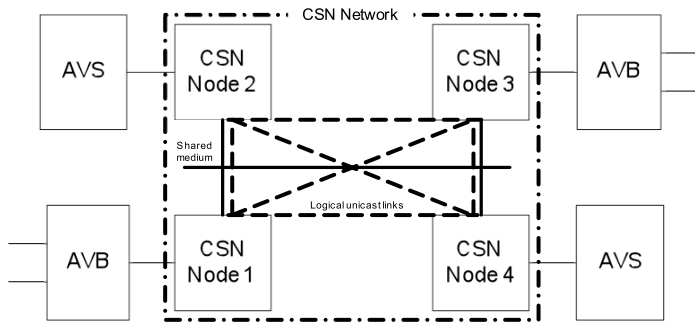 CSN Network
AVS
CSN
Node 2
CSN
Node 3
AVB
Shared
medium
Logical unicast links
AVB
CSN
Node 1
CSN
Node 4
AVS